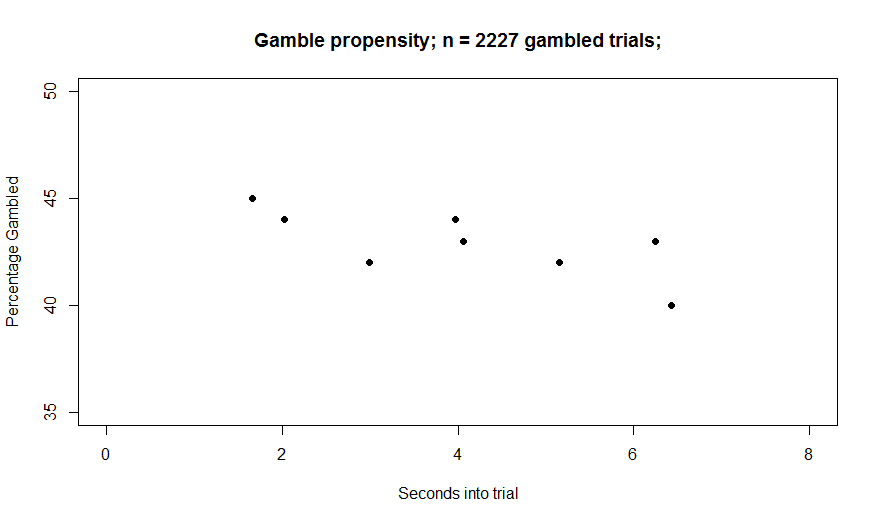 Gamble propensity; n = 2227 gambled trials;
Percentage Gambled
50
45
40
35
0 2 4 6 8
Seconds into trial